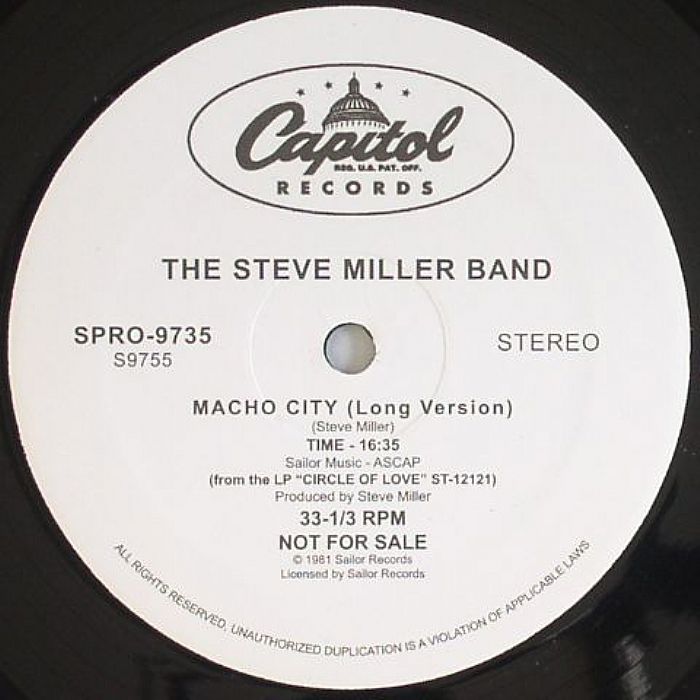 Capitol
REG. U.S. PAT. OFF.
RECORDS
THE STEVE MILLER BAND
SPRO-9735
S9755
STEREO
MACHO CITY (Long Version)
(Steve Miller)
TIME - 16:35
Sailor Music - ASCAP
(from the LP “CIRCLE OF LOVE” ST-12121)
Produced by Steve Miller
33-1/3 RPM
NOT FOR SALE
© 1981 Sailor Records
Licensed by Sailor Records
ALL RIGHTS RESERVED, UNAUTHORIZED DUPLICATION IS A VIOLATION OF APPLICABLE LAWS